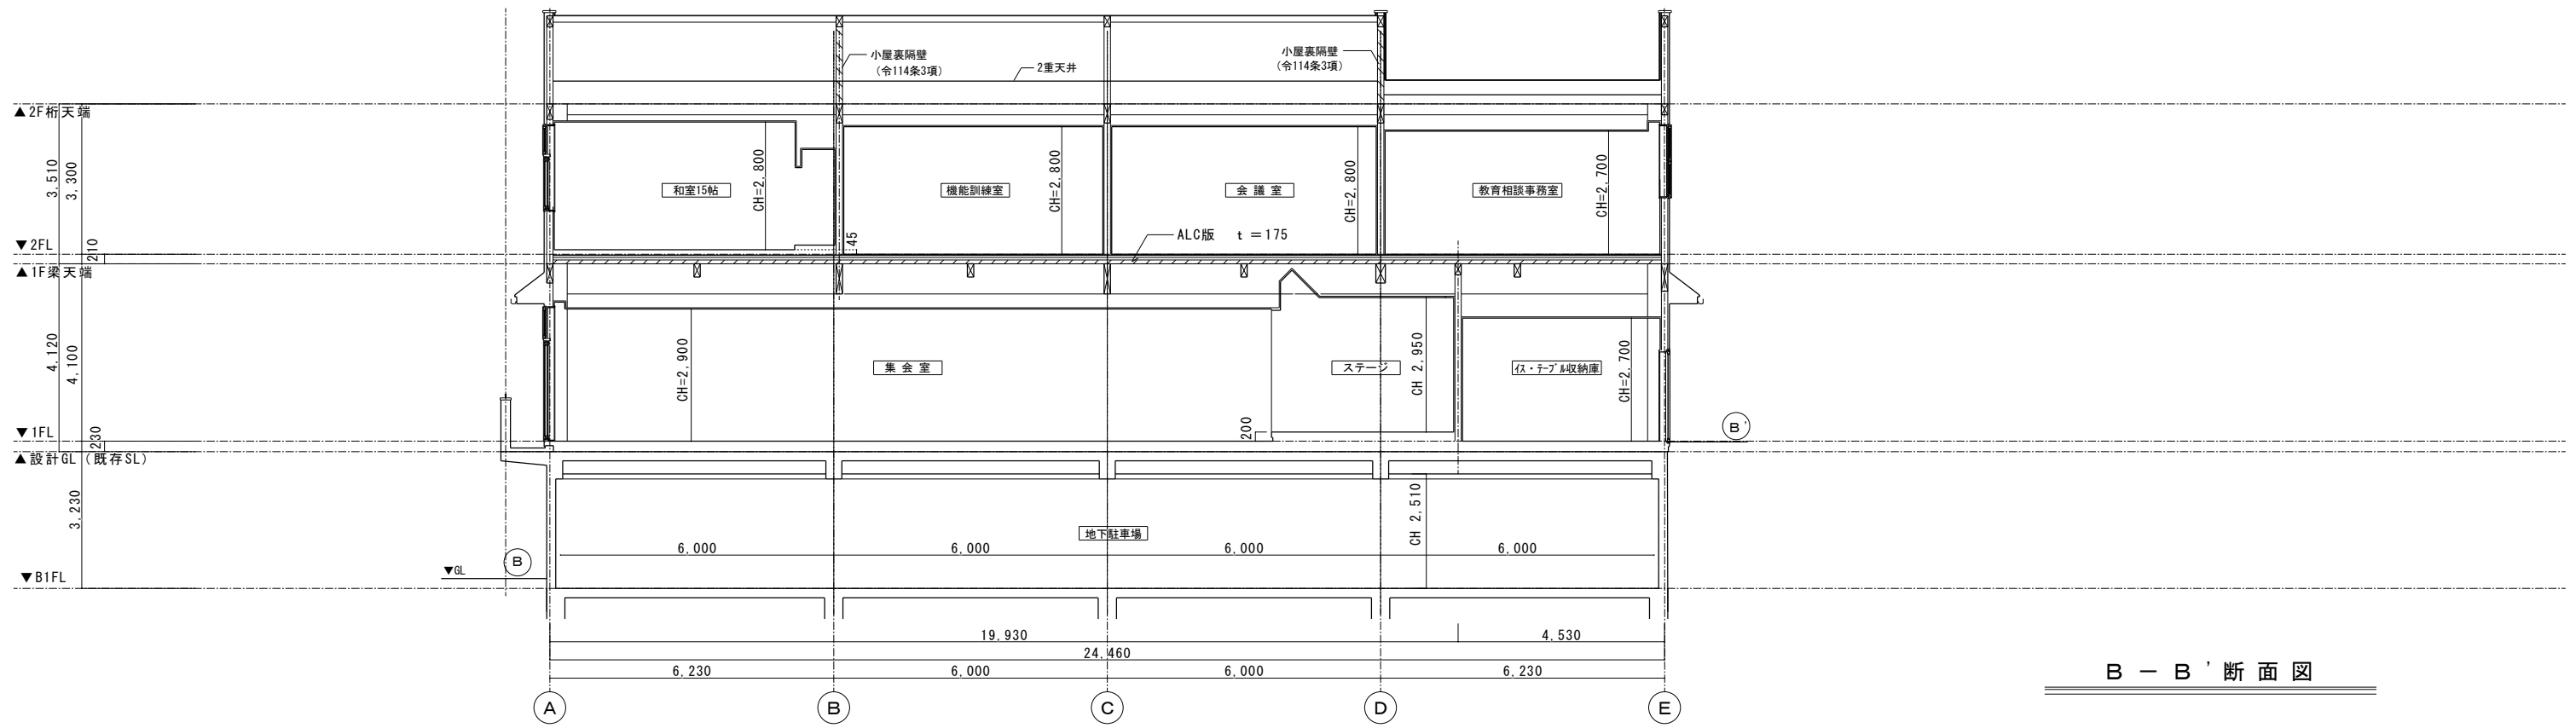 小屋裏隔壁
(令114条3項)
2重天井
小屋裏隔壁
(令114条3項)
▲2F桁天端
3,510
3,300
和室15帖
CH=2,800
機能訓練室
CH=2,800
会 議 室
CH=2,800
教育相談事務室
CH=2,700
▼2FL
210
45
ALC版 t=175
▲1F梁天端
4,120
4,100
CH=2,900
集 会 室
ステージ
CH 2,950
イス・テーブル収納庫
CH=2,700
▼1FL
230
200
B'
▲設計GL (既存SL)
3,230
CH 2,510
地下駐車場
6,000
6,000
6,000
6,000
B
▼GL
▼B1FL
19,930
4,530
24,460
6,230
6,000
6,000
6,230
B － B ' 断 面 図
A
B
C
D
E